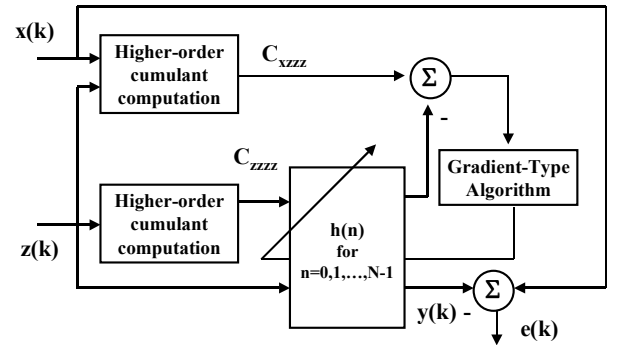 x(k)
Higher-order
cumulant
computation
C_xzzz
Σ
-
Gradient-Type
Algorithm
C_zzzz
Higher-order
cumulant
computation
z(k)
h(n)
for
n=0,1,…,N-1
y(k) -
Σ
e(k)